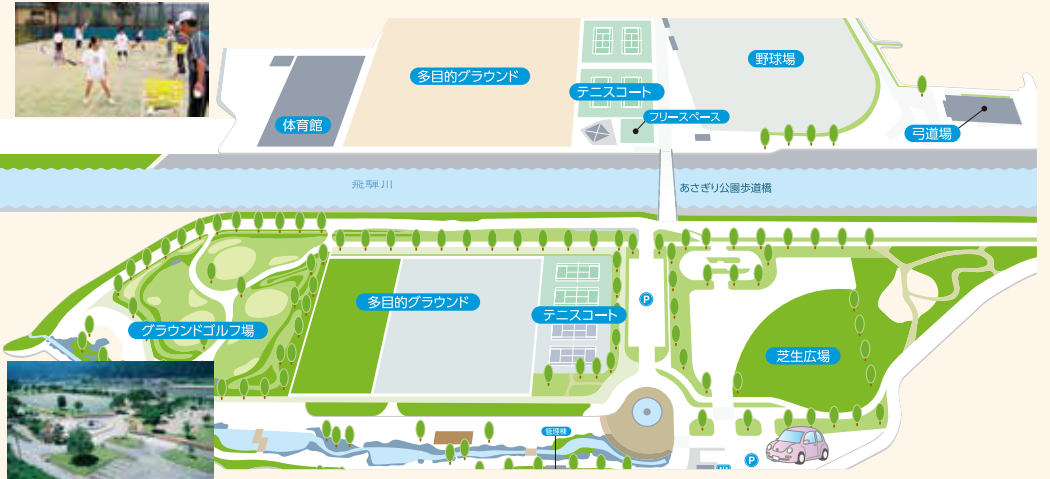 多目的グラウンド
野球場
テニスコート
フリースペース
体育館
弓道場
飛騨川
あさぎり公園歩道橋
P
多目的グラウンド
テニスコート
グラウンドゴルフ場
芝生広場
管理棟
P